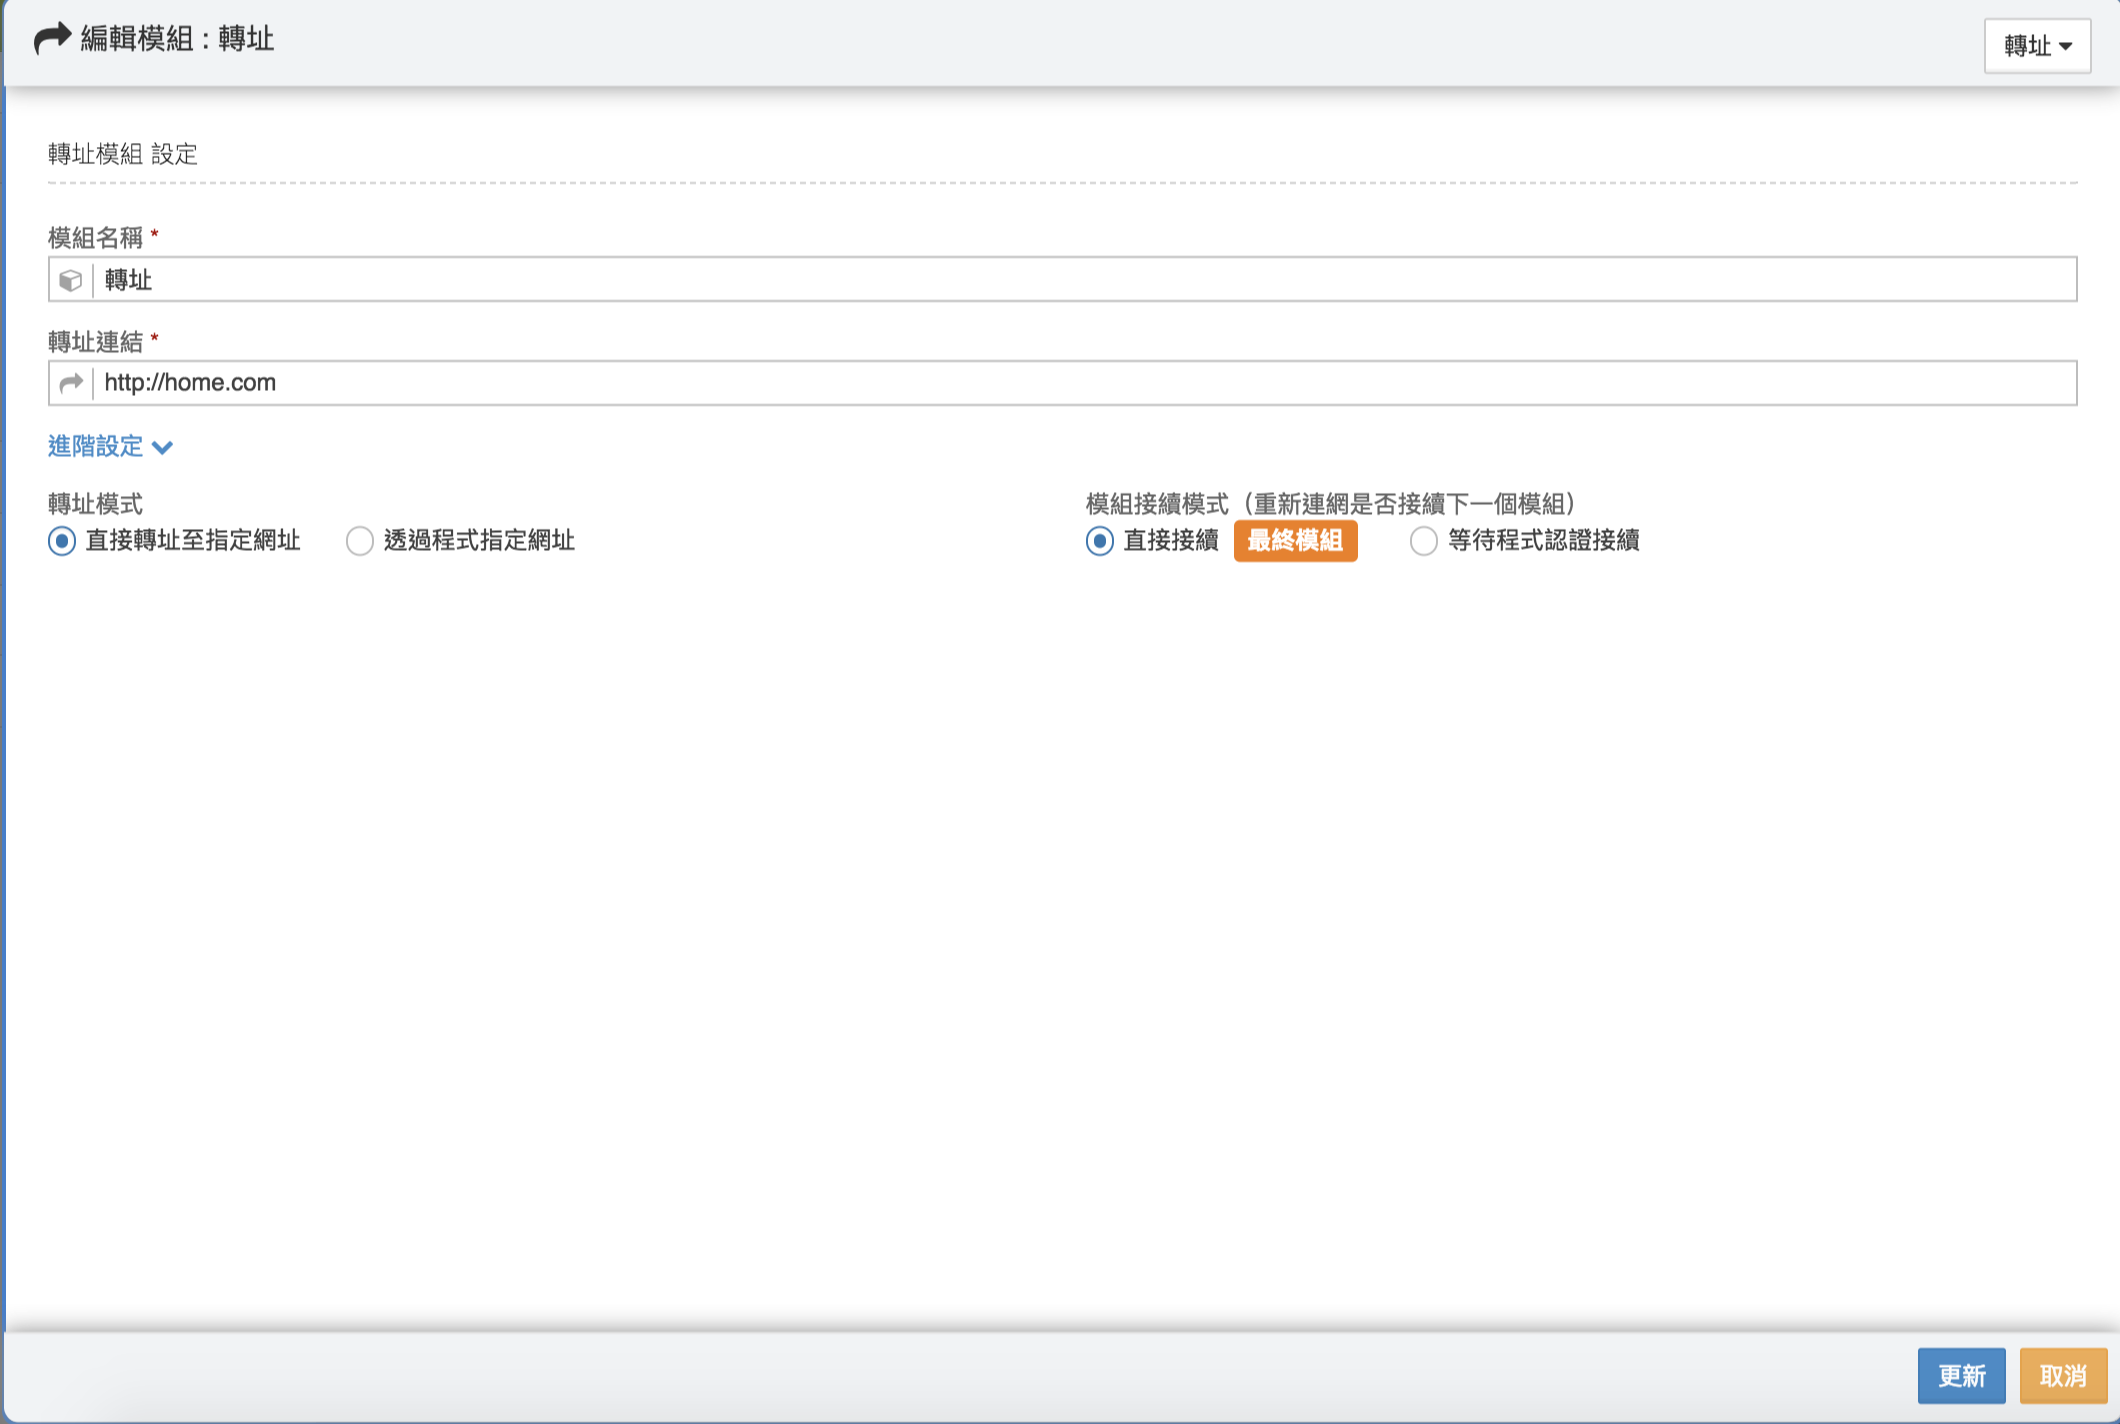 編輯模組 : 轉址
轉址
轉址模組 設定
模組名稱 *
轉址
轉址連結 *
http://home.com
進階設定
轉址模式
直接轉址至指定網址
透過程式指定網址
模組接續模式（重新連網是否接續下一個模組）
直接接續 最終模組
等待程式認證接續
更新
取消